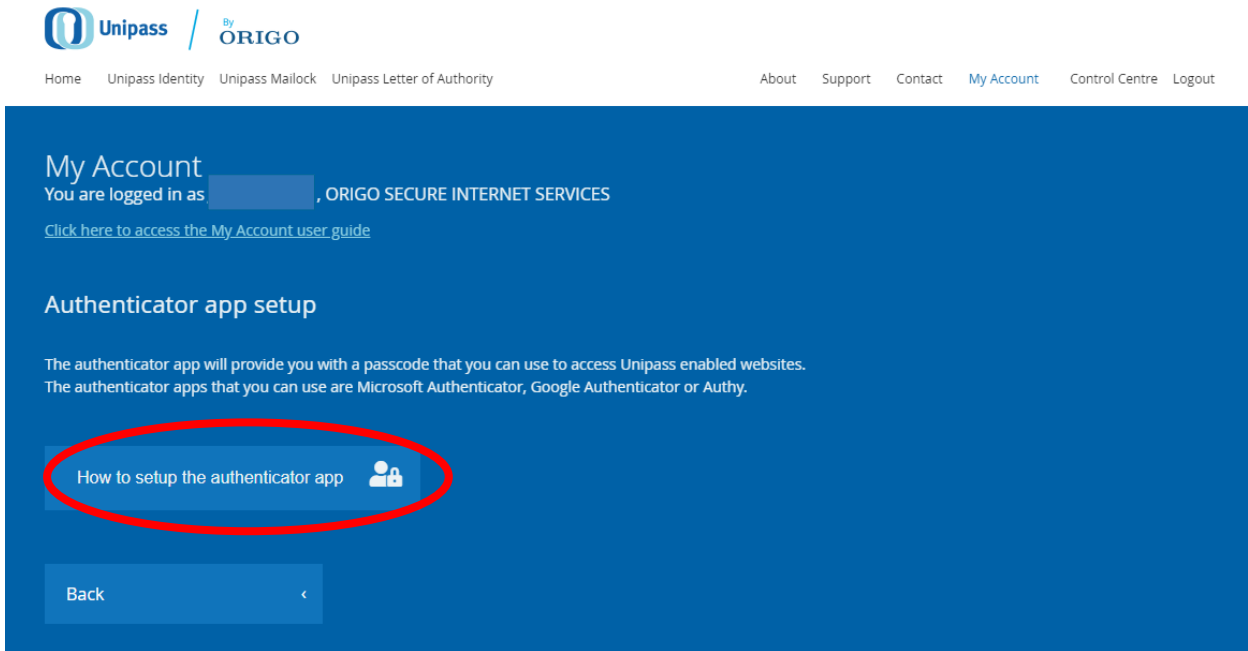 Unipass
By
ORIGO
Home Unipass Identity Unipass Mailock Unipass Letter of Authority About Support Contact My Account Control Centre Logout
My Account
You are logged in as , ORIGO SECURE INTERNET SERVICES
Click here to access the My Account user guide
Authenticator app setup
The authenticator app will provide you with a passcode that you can use to access Unipass enabled websites.
The authenticator apps that you can use are Microsoft Authenticator, Google Authenticator or Authy.
How to setup the authenticator app
Back